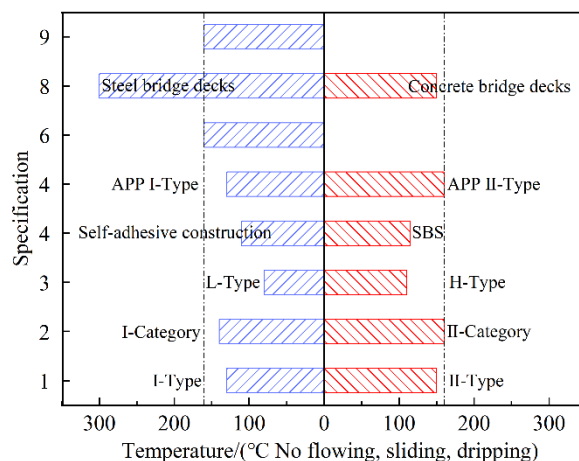 9
8 Steel bridge decks Concrete bridge decks
6
4 APP I-Type APP II-Type
4 Self-adhesive construction SBS
3 L-Type H-Type
2 I-Category II-Category
1 I-Type II-Type
Specification
300 200 100 0 100 200 300
Temperature/(°C No flowing, sliding, dripping)